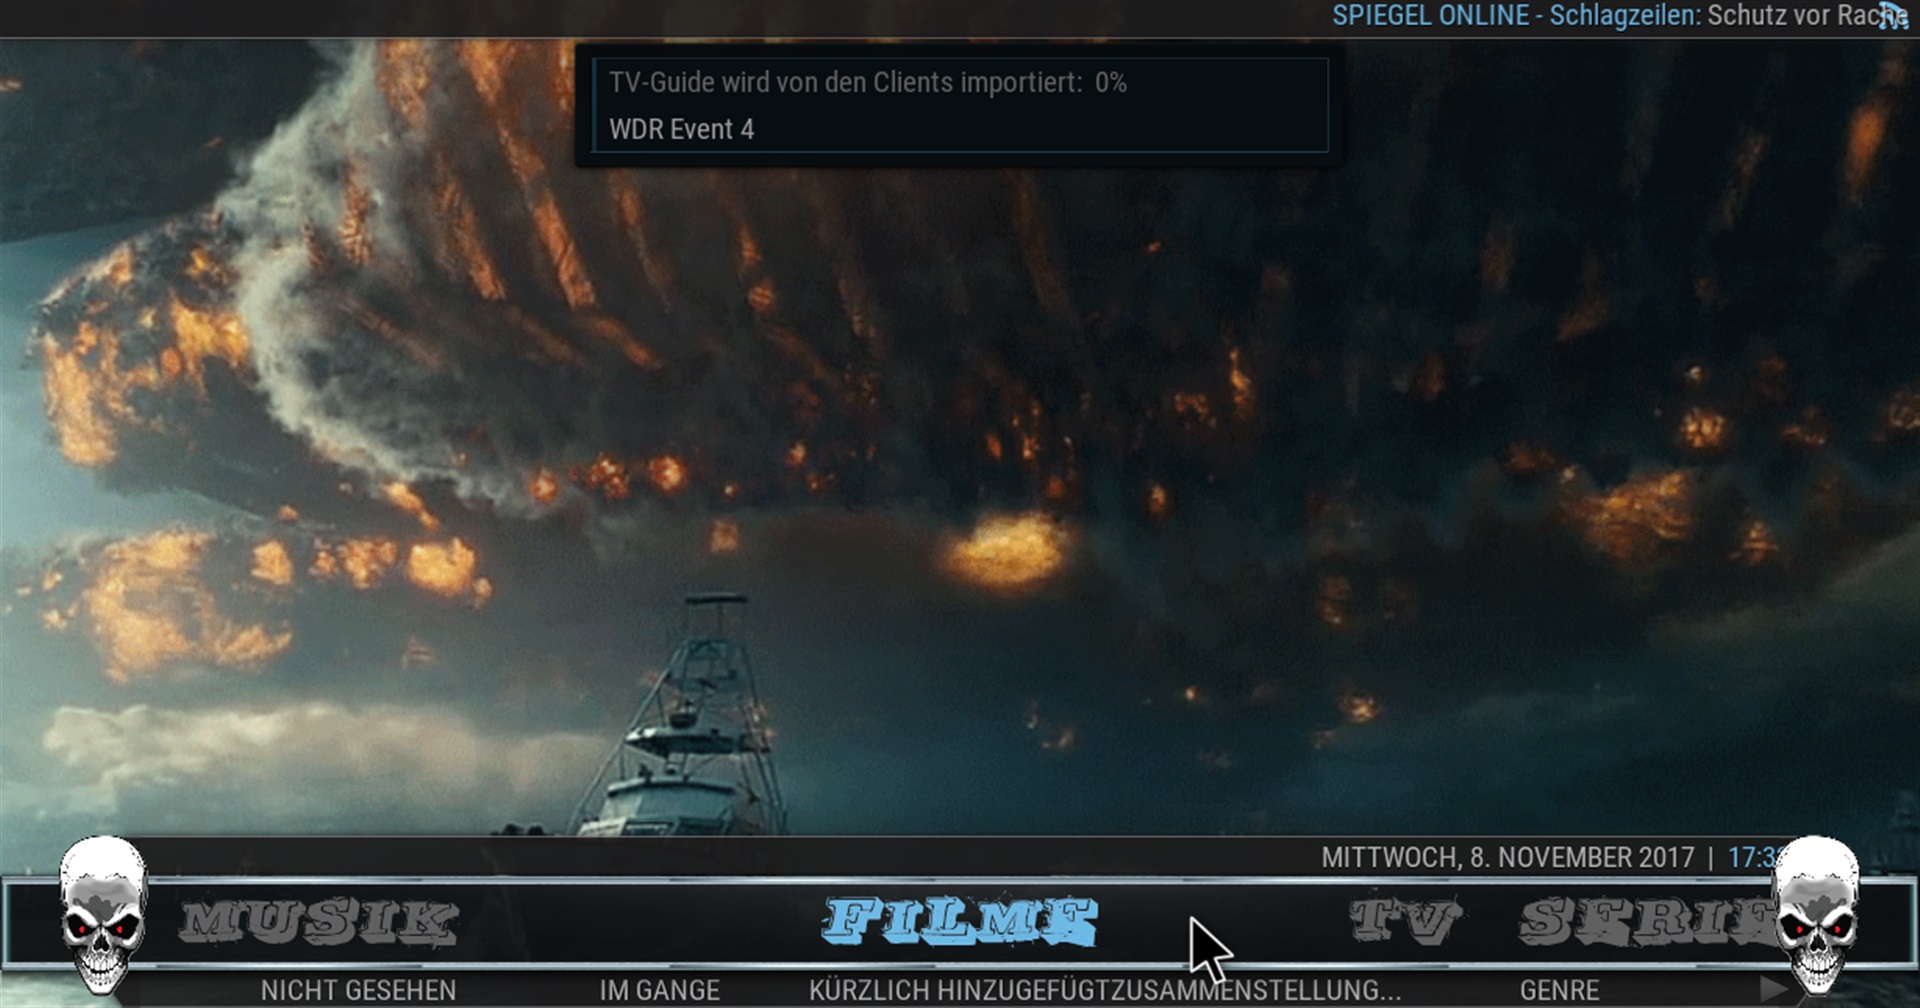 SPIEGEL ONLINE - Schlagzeilen: Schutz vor Rache
TV-Guide wird von den Clients importiert: 0%
WDR Event 4
MITTWOCH, 8. NOVEMBER 2017 | 17:3
MUSIK FILME TV SERIE
NICHT GESEHEN IM GANGE KÜRZLICH HINZUGEFÜGTZUSAMMENSTELLUNG... GENRE